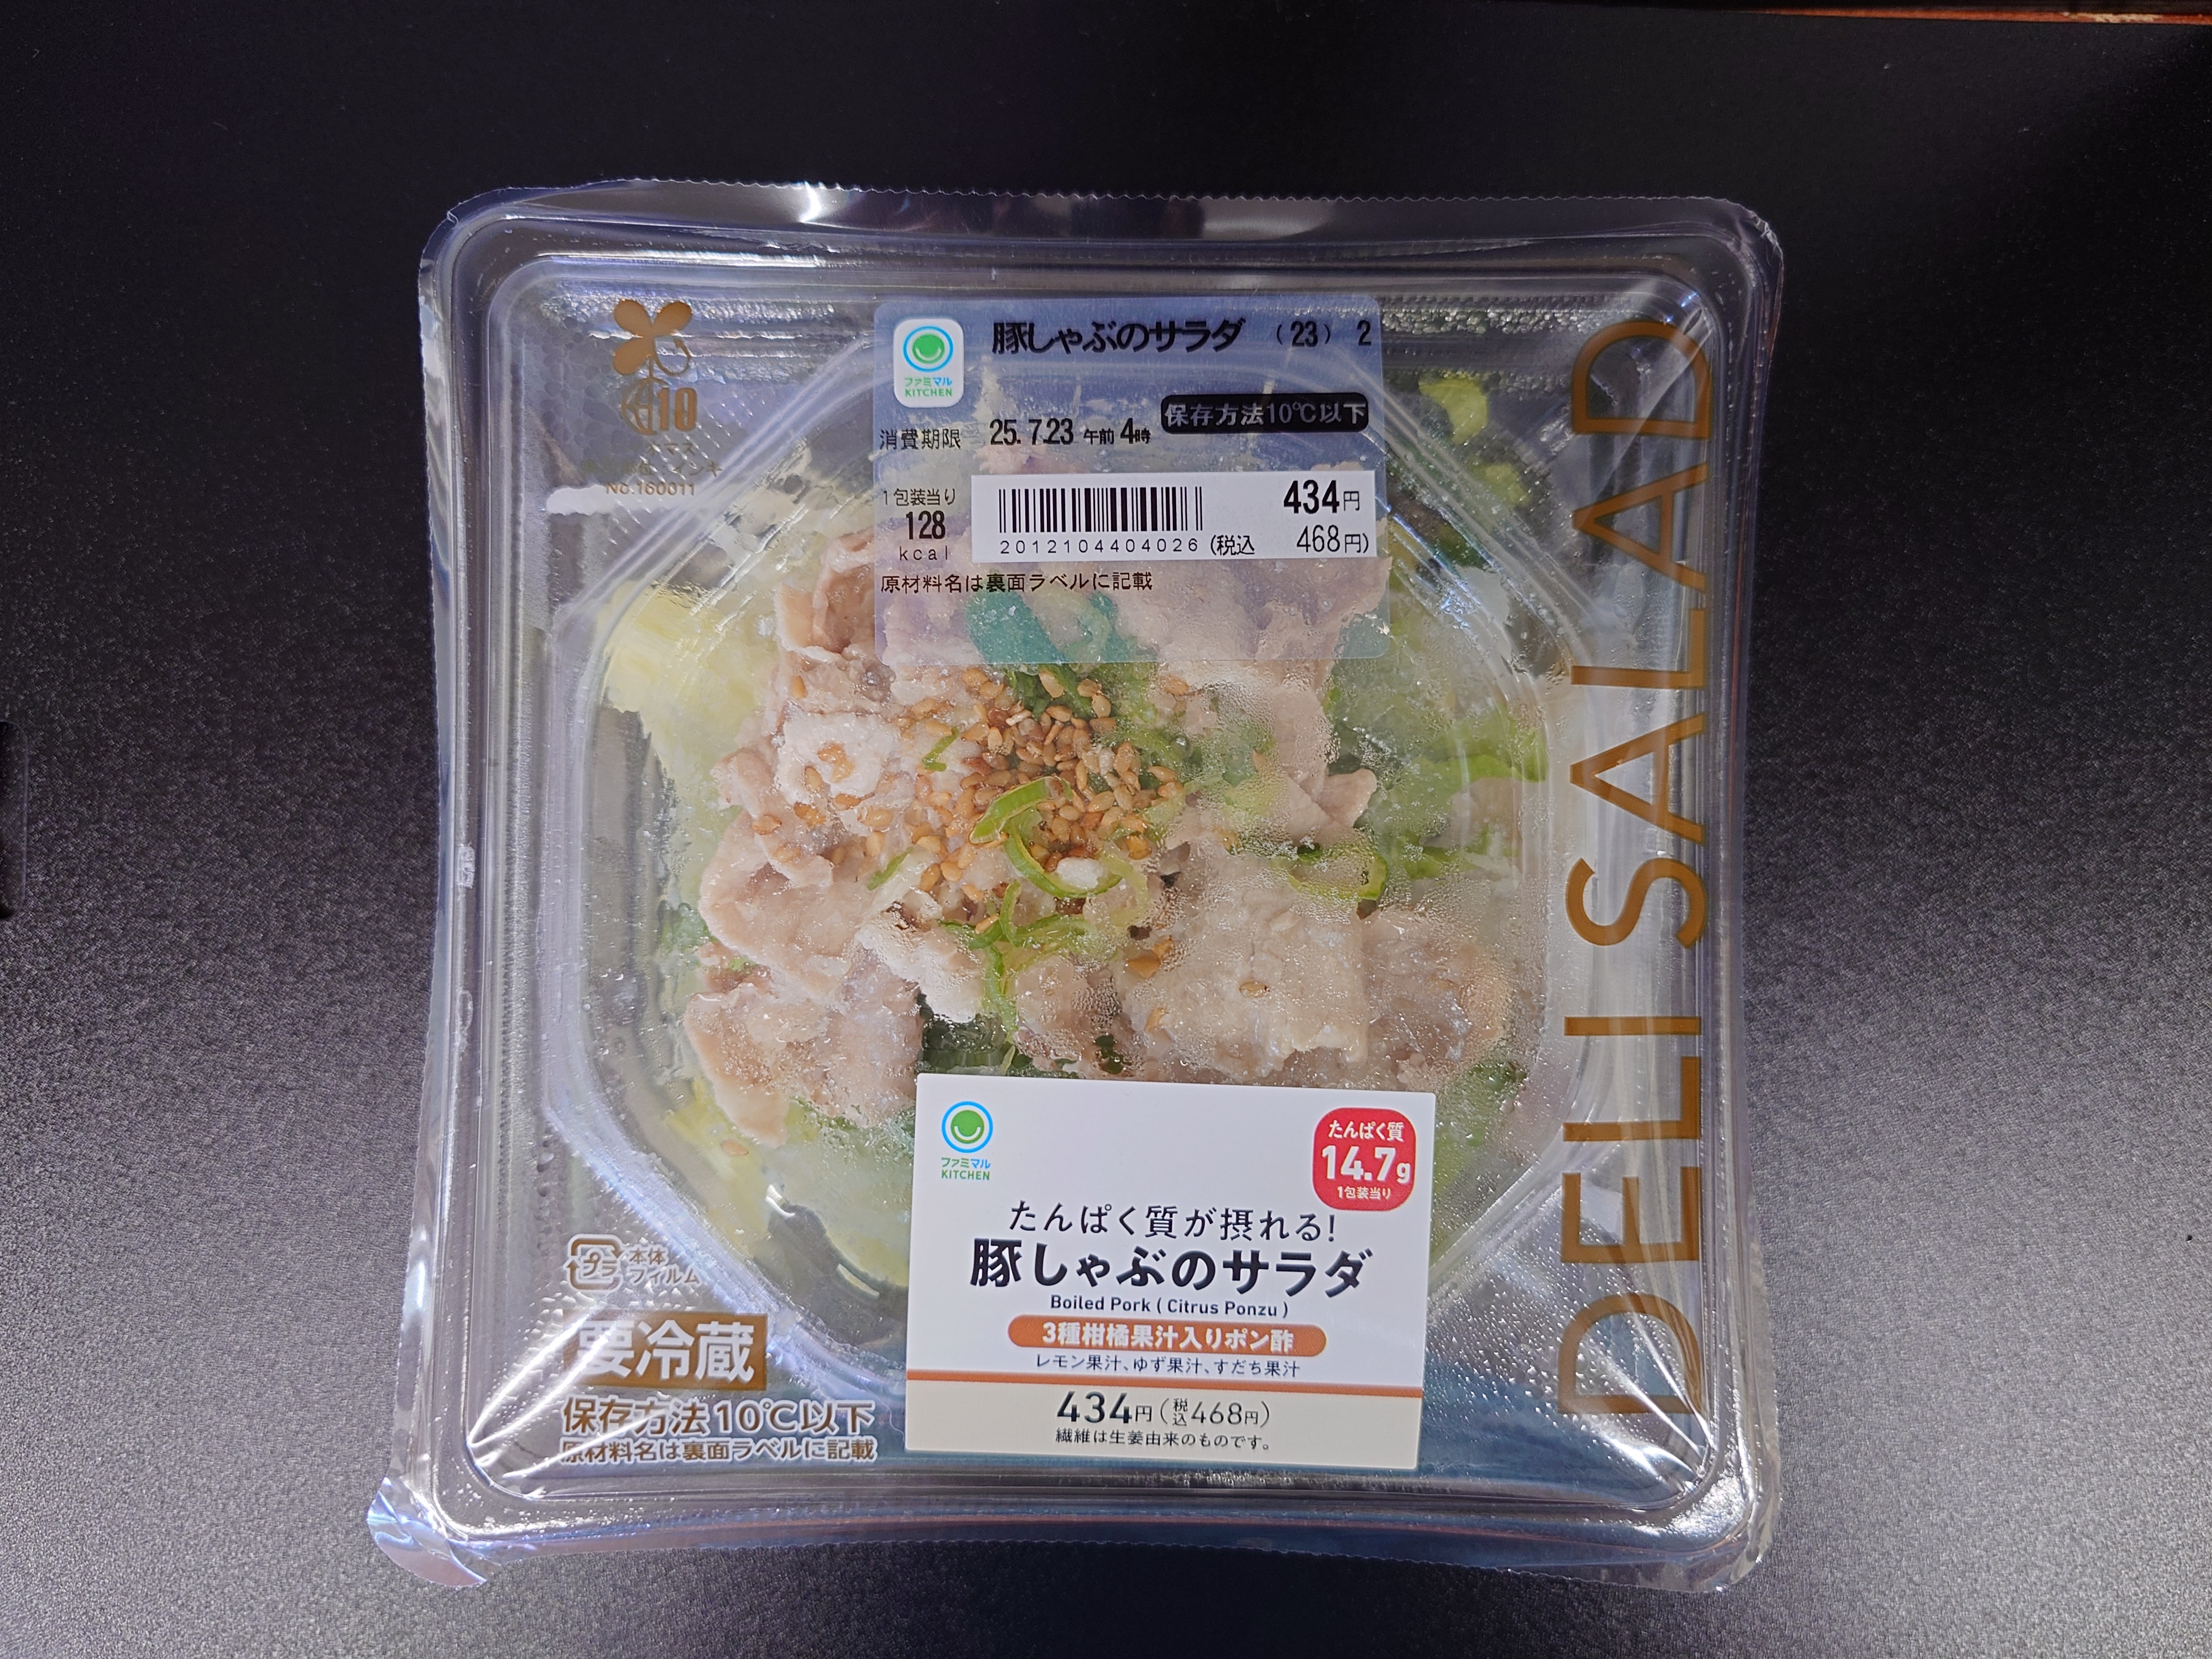 ファミマル
KITCHEN
豚しゃぶのサラダ (23) 2
消費期限 25.7.23 午前4時
保存方法10℃以下
1包装当り
128
kcal
434円
2012104404026 (税込 468円)
原材料名は裏面ラベルに記載
10
No.160011
DELI SALAD
ファミマル
KITCHEN
たんぱく質
14.7g
1包装当り
たんぱく質が摂れる!
豚しゃぶのサラダ
Boiled Pork ( Citrus Ponzu )
3種柑橘果汁入りポン酢
レモン果汁、ゆず果汁、すだち果汁
434円(税込468円)
繊維は生姜由来のものです。
プラ
本体
フィルム
要冷蔵
保存方法10℃以下
原材料名は裏面ラベルに記載